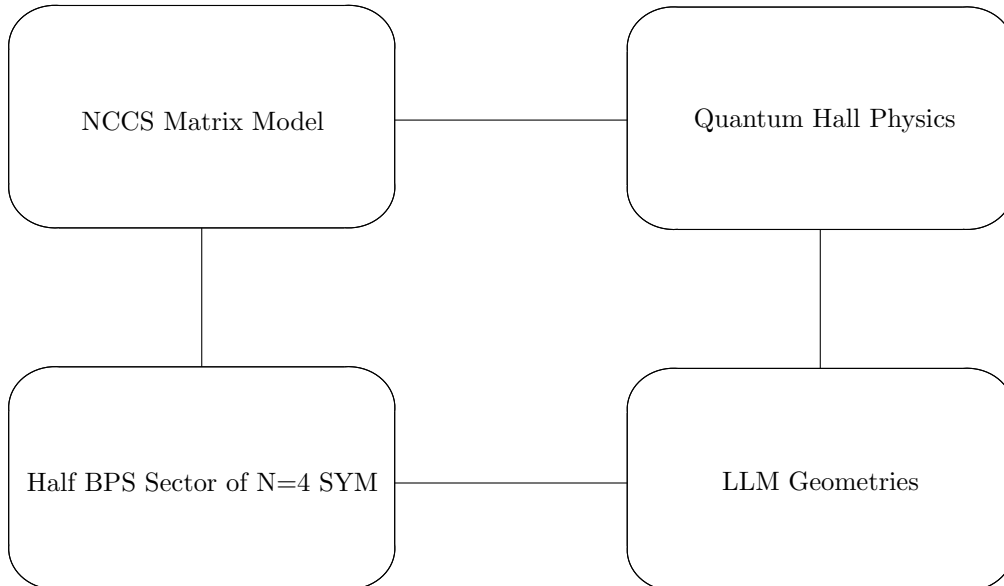 NCCS Matrix Model
Quantum Hall Physics
Half BPS Sector of N=4 SYM
LLM Geometries